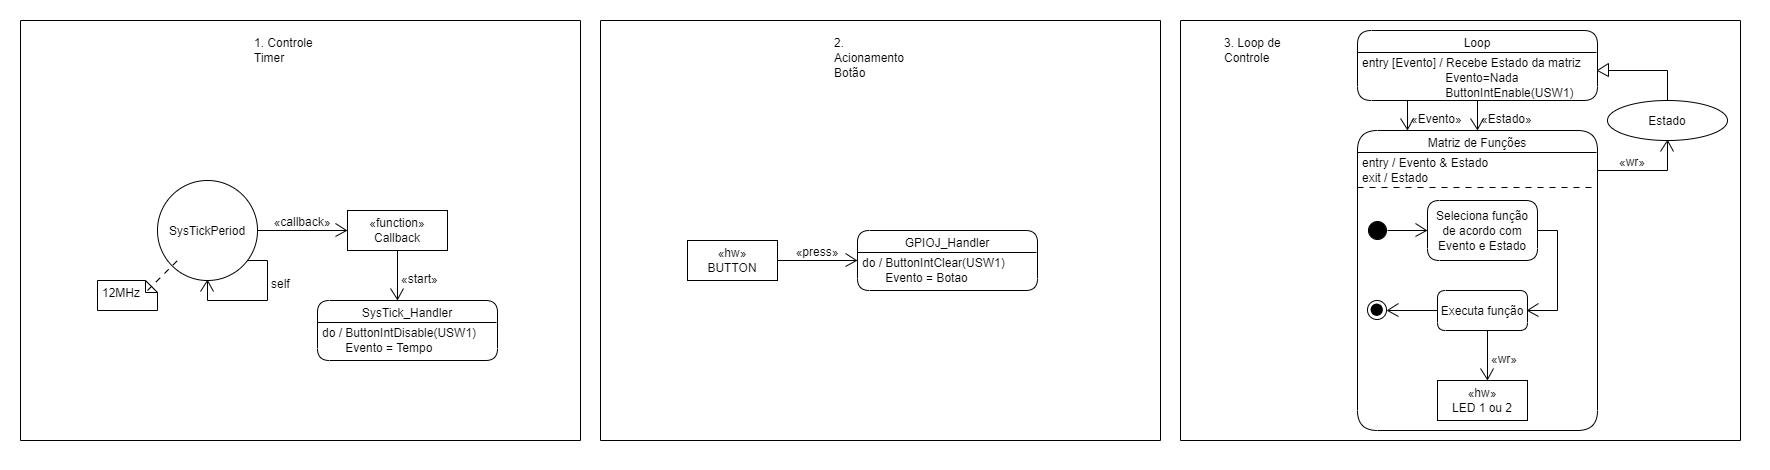 1. Controle
Timer
SysTickPeriod
«callback»
«function»
Callback
self
12MHz
«start»
SysTick_Handler
do / ButtonIntDisable(USW1)
Evento = Tempo
2.
Acionamento
Botão
«hw»
BUTTON
«press»
GPIOJ_Handler
do / ButtonIntClear(USW1)
Evento = Botao
3. Loop de
Controle
Loop
entry [Evento] / Recebe Estado da matriz
Evento=Nada
ButtonIntEnable(USW1)
«Evento»
«Estado»
Estado
Matriz de Funções
entry / Evento & Estado
exit / Estado
«wr»
Seleciona função
de acordo com
Evento e Estado
Executa função
«wr»
«hw»
LED 1 ou 2